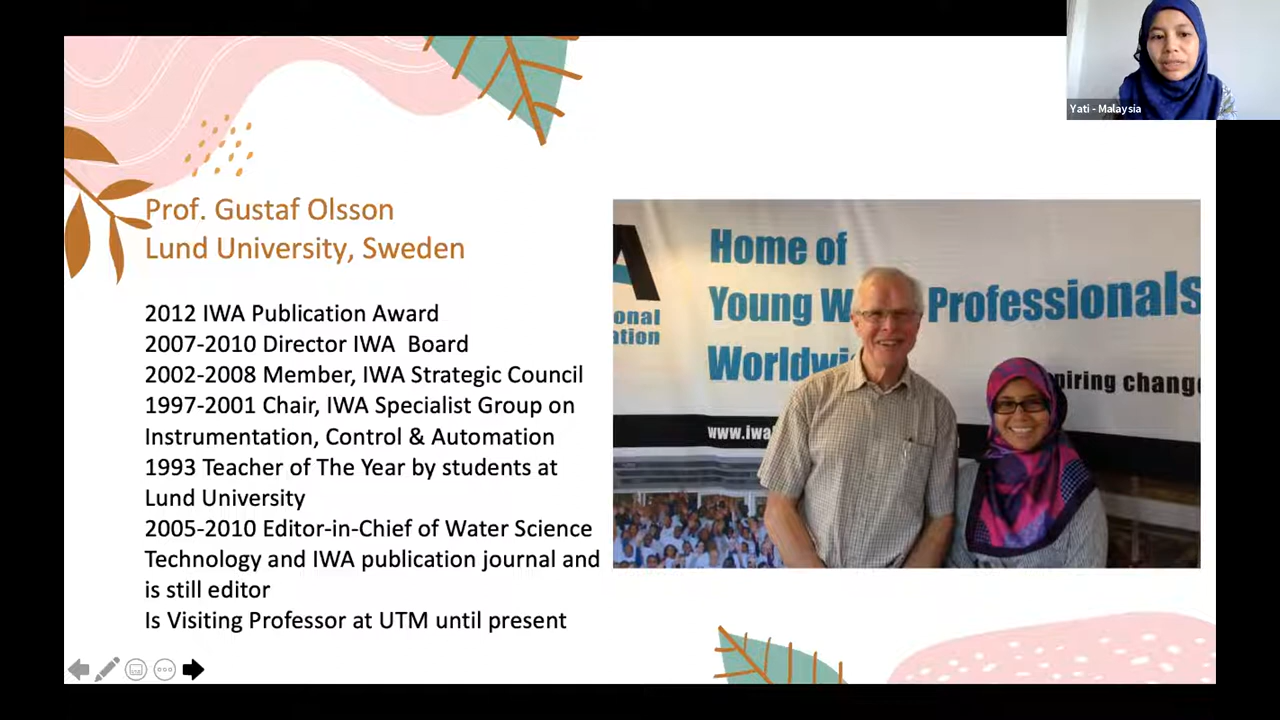 Yati - Malaysia
Prof. Gustaf Olsson
Lund University, Sweden
2012 IWA Publication Award
2007-2010 Director IWA Board
2002-2008 Member, IWA Strategic Council
1997-2001 Chair, IWA Specialist Group on
Instrumentation, Control & Automation
1993 Teacher of The Year by students at
Lund University
2005-2010 Editor-in-Chief of Water Science
Technology and IWA publication journal and
is still editor
Is Visiting Professor at UTM until present
A
onal
tion
Home of
Young W Professionals
Worldwi
piring change
www.iwa